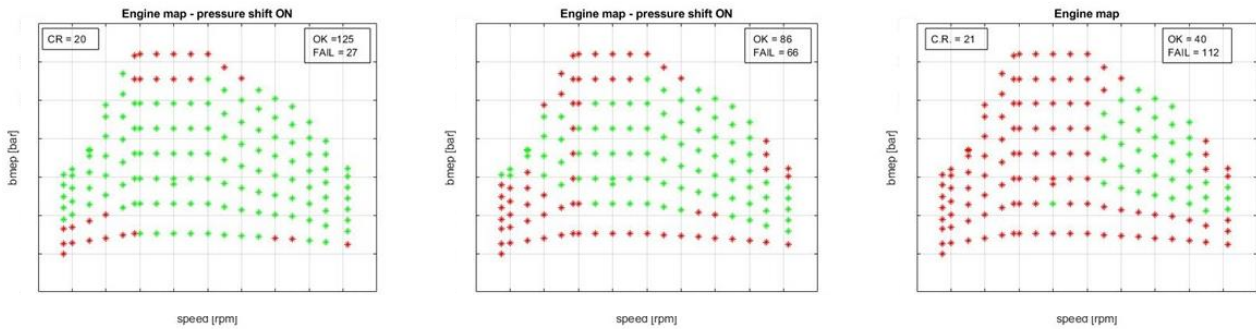 Engine map - pressure shift ON
CR = 20
OK =125
FAIL = 27
bmep [bar]
speed [rpm]
Engine map - pressure shift ON
OK = 86
FAIL = 66
bmep [bar]
speed [rpm]
Engine map
C.R. = 21
OK = 40
FAIL = 112
bmep [bar]
speed [rpm]